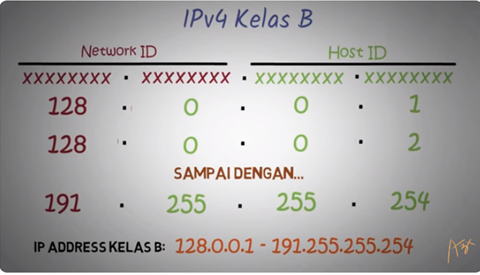 IPv4 Kelas B
Network ID Host ID
XXXXXXXX . XXXXXXXX . XXXXXXXX . XXXXXXXX
128 . 0 . 0 . 1
128 . 0 . 0 . 2
SAMPAI DENGAN...
191 . 255 . 255 . 254
IP ADDRESS KELAS B: 128.0.0.1 - 191.255.255.254